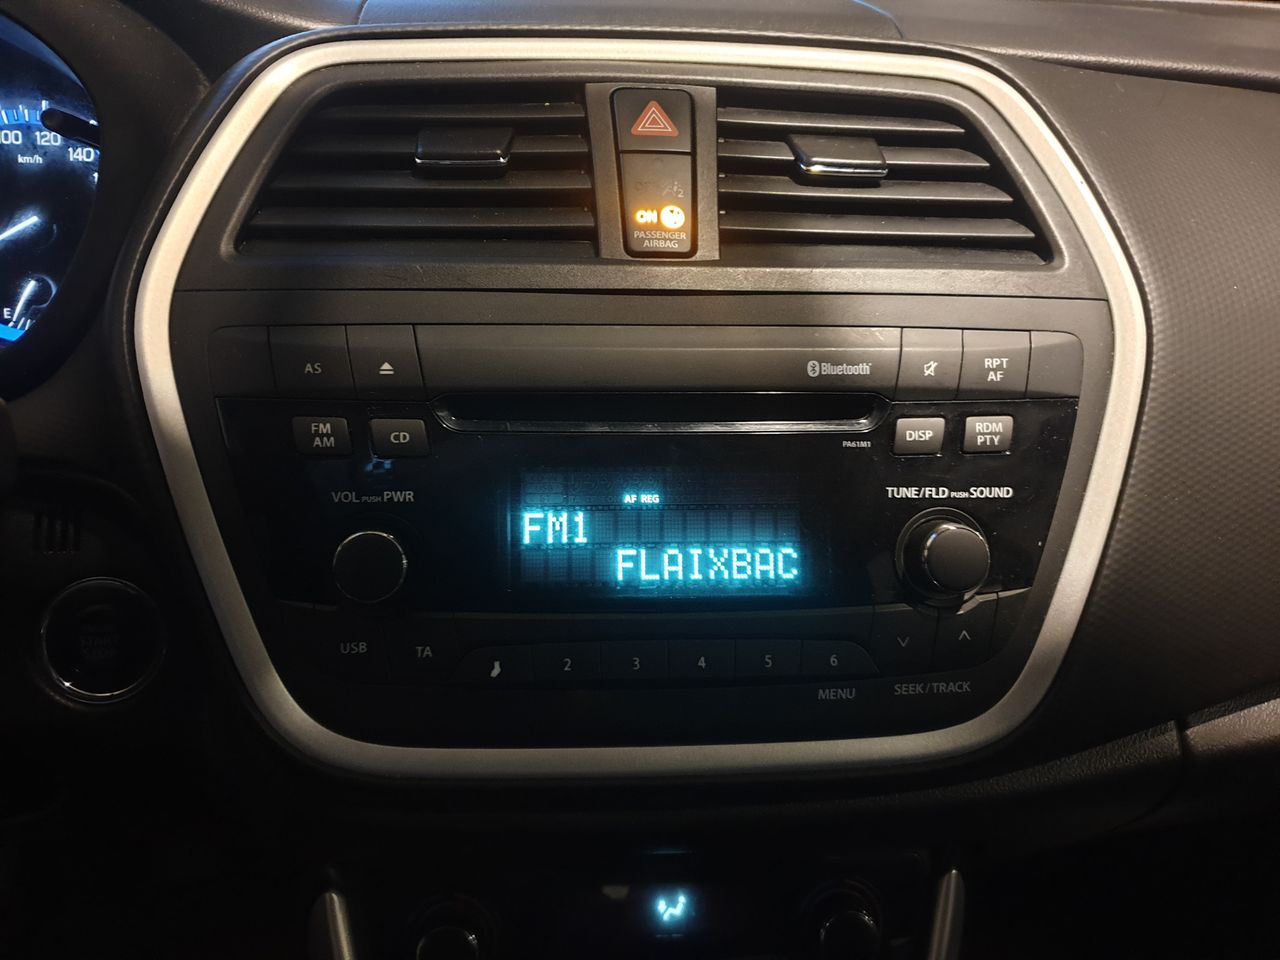 100 120
km/h 140
E
ON
PASSENGER
AIRBAG
AS
Bluetooth
RPT
AF
FM
AM
CD
DISP
RDM
PTY
PA61M1
VOL PUSH PWR
AF REG
TUNE/FLD PUSH SOUND
FM1
FLAIXBAC
USB
TA
2 3 4 5 6
MENU
SEEK/TRACK
START
STOP